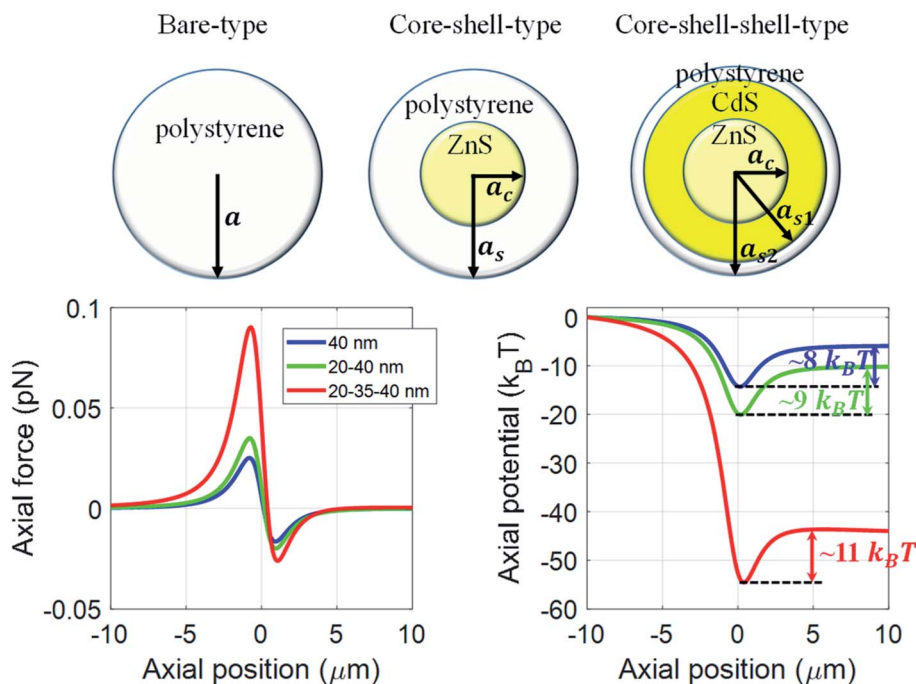 Bare-type
Core-shell-type
Core-shell-shell-type
polystyrene
a
polystyrene
ZnS
a_c
a_s
polystyrene
CdS
ZnS
a_c
a_s1
a_s2
0.1
0.05
0
-0.05
Axial force (pN)
40 nm
20-40 nm
20-35-40 nm
-10
-5
0
5
10
Axial position (μm)
0
-10
-20
-30
-40
-50
-60
Axial potential (k_BT)
~8 k_BT
~9 k_BT
~11 k_BT
-10
-5
0
5
10
Axial position (μm)